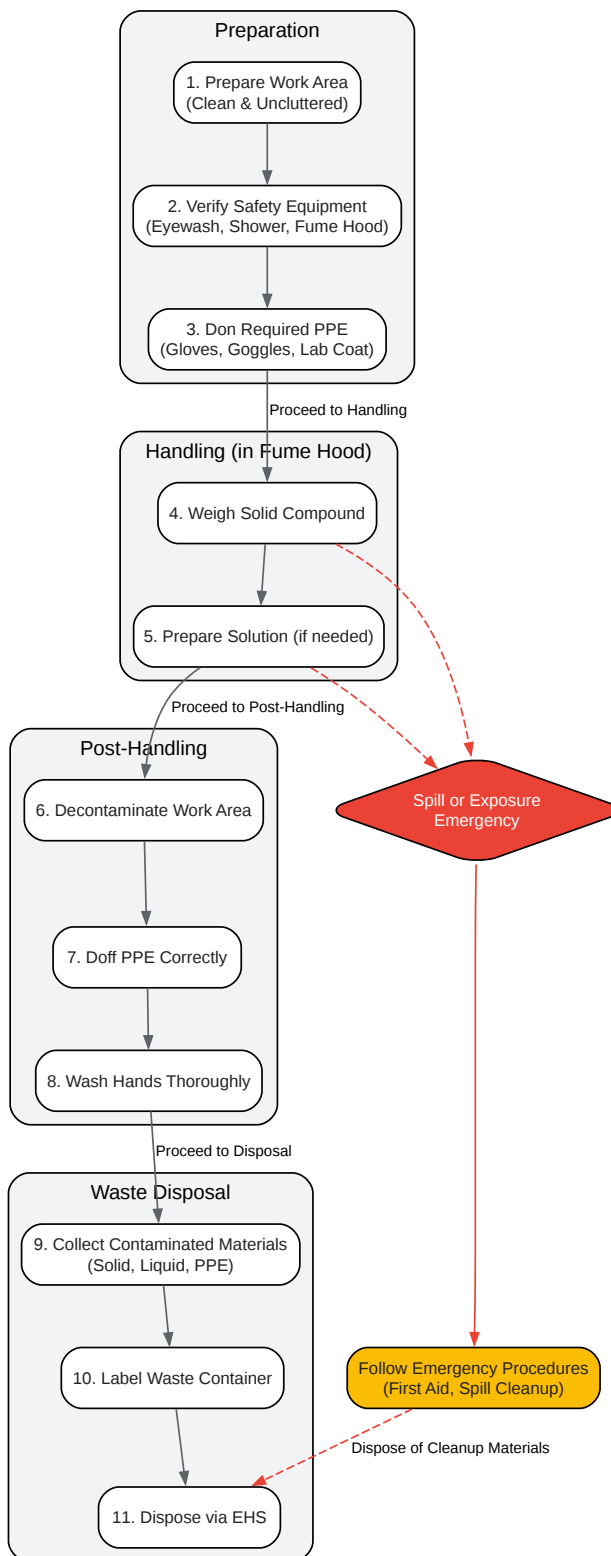 Preparation
1. Prepare Work Area
(Clean & Uncluttered)
2. Verify Safety Equipment
(Eyewash, Shower, Fume Hood)
3. Don Required PPE
(Gloves, Goggles, Lab Coat)
Proceed to Handling
Handling (in Fume Hood)
4. Weigh Solid Compound
5. Prepare Solution (if needed)
Proceed to Post-Handling
Post-Handling
6. Decontaminate Work Area
Spill or Exposure
Emergency
7. Doff PPE Correctly
8. Wash Hands Thoroughly
Proceed to Disposal
Waste Disposal
9. Collect Contaminated Materials
(Solid, Liquid, PPE)
10. Label Waste Container
Follow Emergency Procedures
(First Aid, Spill Cleanup)
Dispose of Cleanup Materials
11. Dispose via EHS